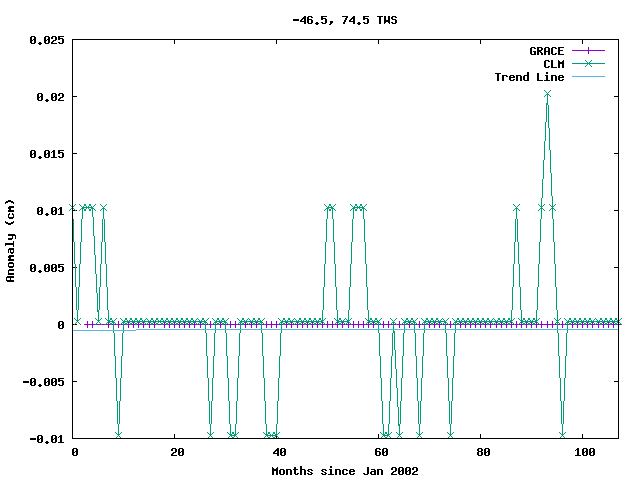 -46.5, 74.5 TWS
0.025
0.02
0.015
0.01
0.005
0
-0.005
-0.01
Anomaly (cm)
GRACE
CLM
Trend Line
0 20 40 60 80 100
Months since Jan 2002